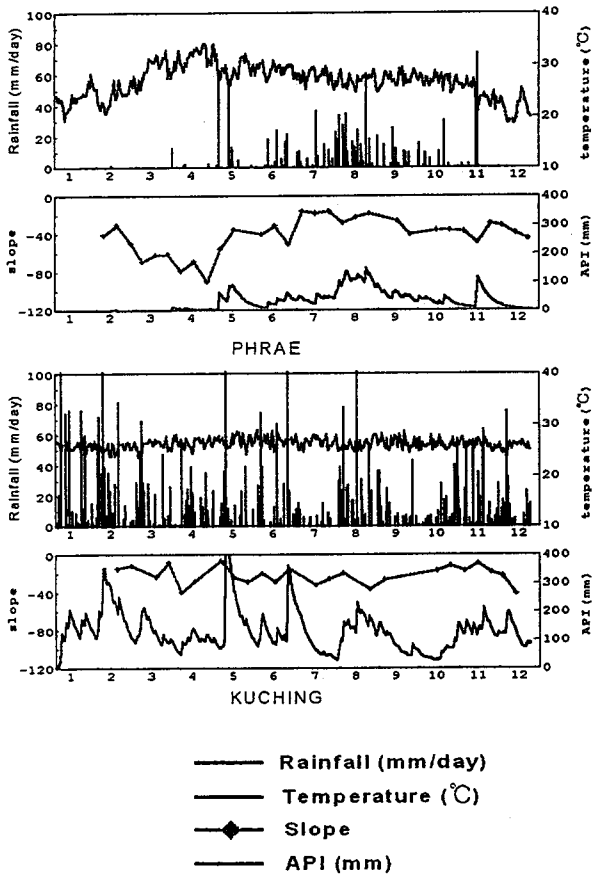 100 40
80
60 30
40 20
20
0 10
Rainfall (mm/day)
temperature(℃)
1 2 3 4 5 6 7 8 9 10 11 12
0 400
300
-40
200
-80
100
-120 0
slope
API(mm)
1 2 3 4 5 6 7 8 9 10 11 12
PHRAE
100 40
80
60 30
40 20
20
0 10
Rainfall (mm/day)
temperature(℃)
1 2 3 4 5 6 7 8 9 10 11 12
0 400
300
-40
200
-80
100
-120 0
slope
API(mm)
1 2 3 4 5 6 7 8 9 10 11 12
KUCHING
Rainfall (mm/day)
Temperature (℃)
Slope
API (mm)